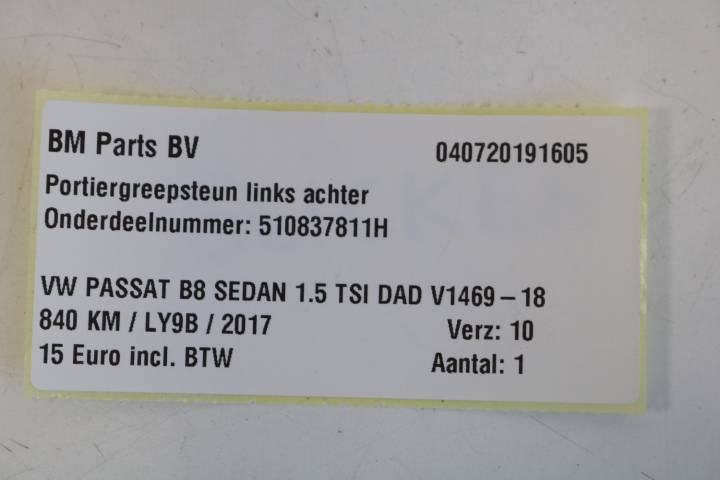 BM Parts BV 040720191605
Portiergreepsteun links achter
Onderdeelnummer: 510837811H
VW PASSAT B8 SEDAN 1.5 TSI DAD V1469 – 18
840 KM / LY9B / 2017 Verz: 10
15 Euro incl. BTW Aantal: 1